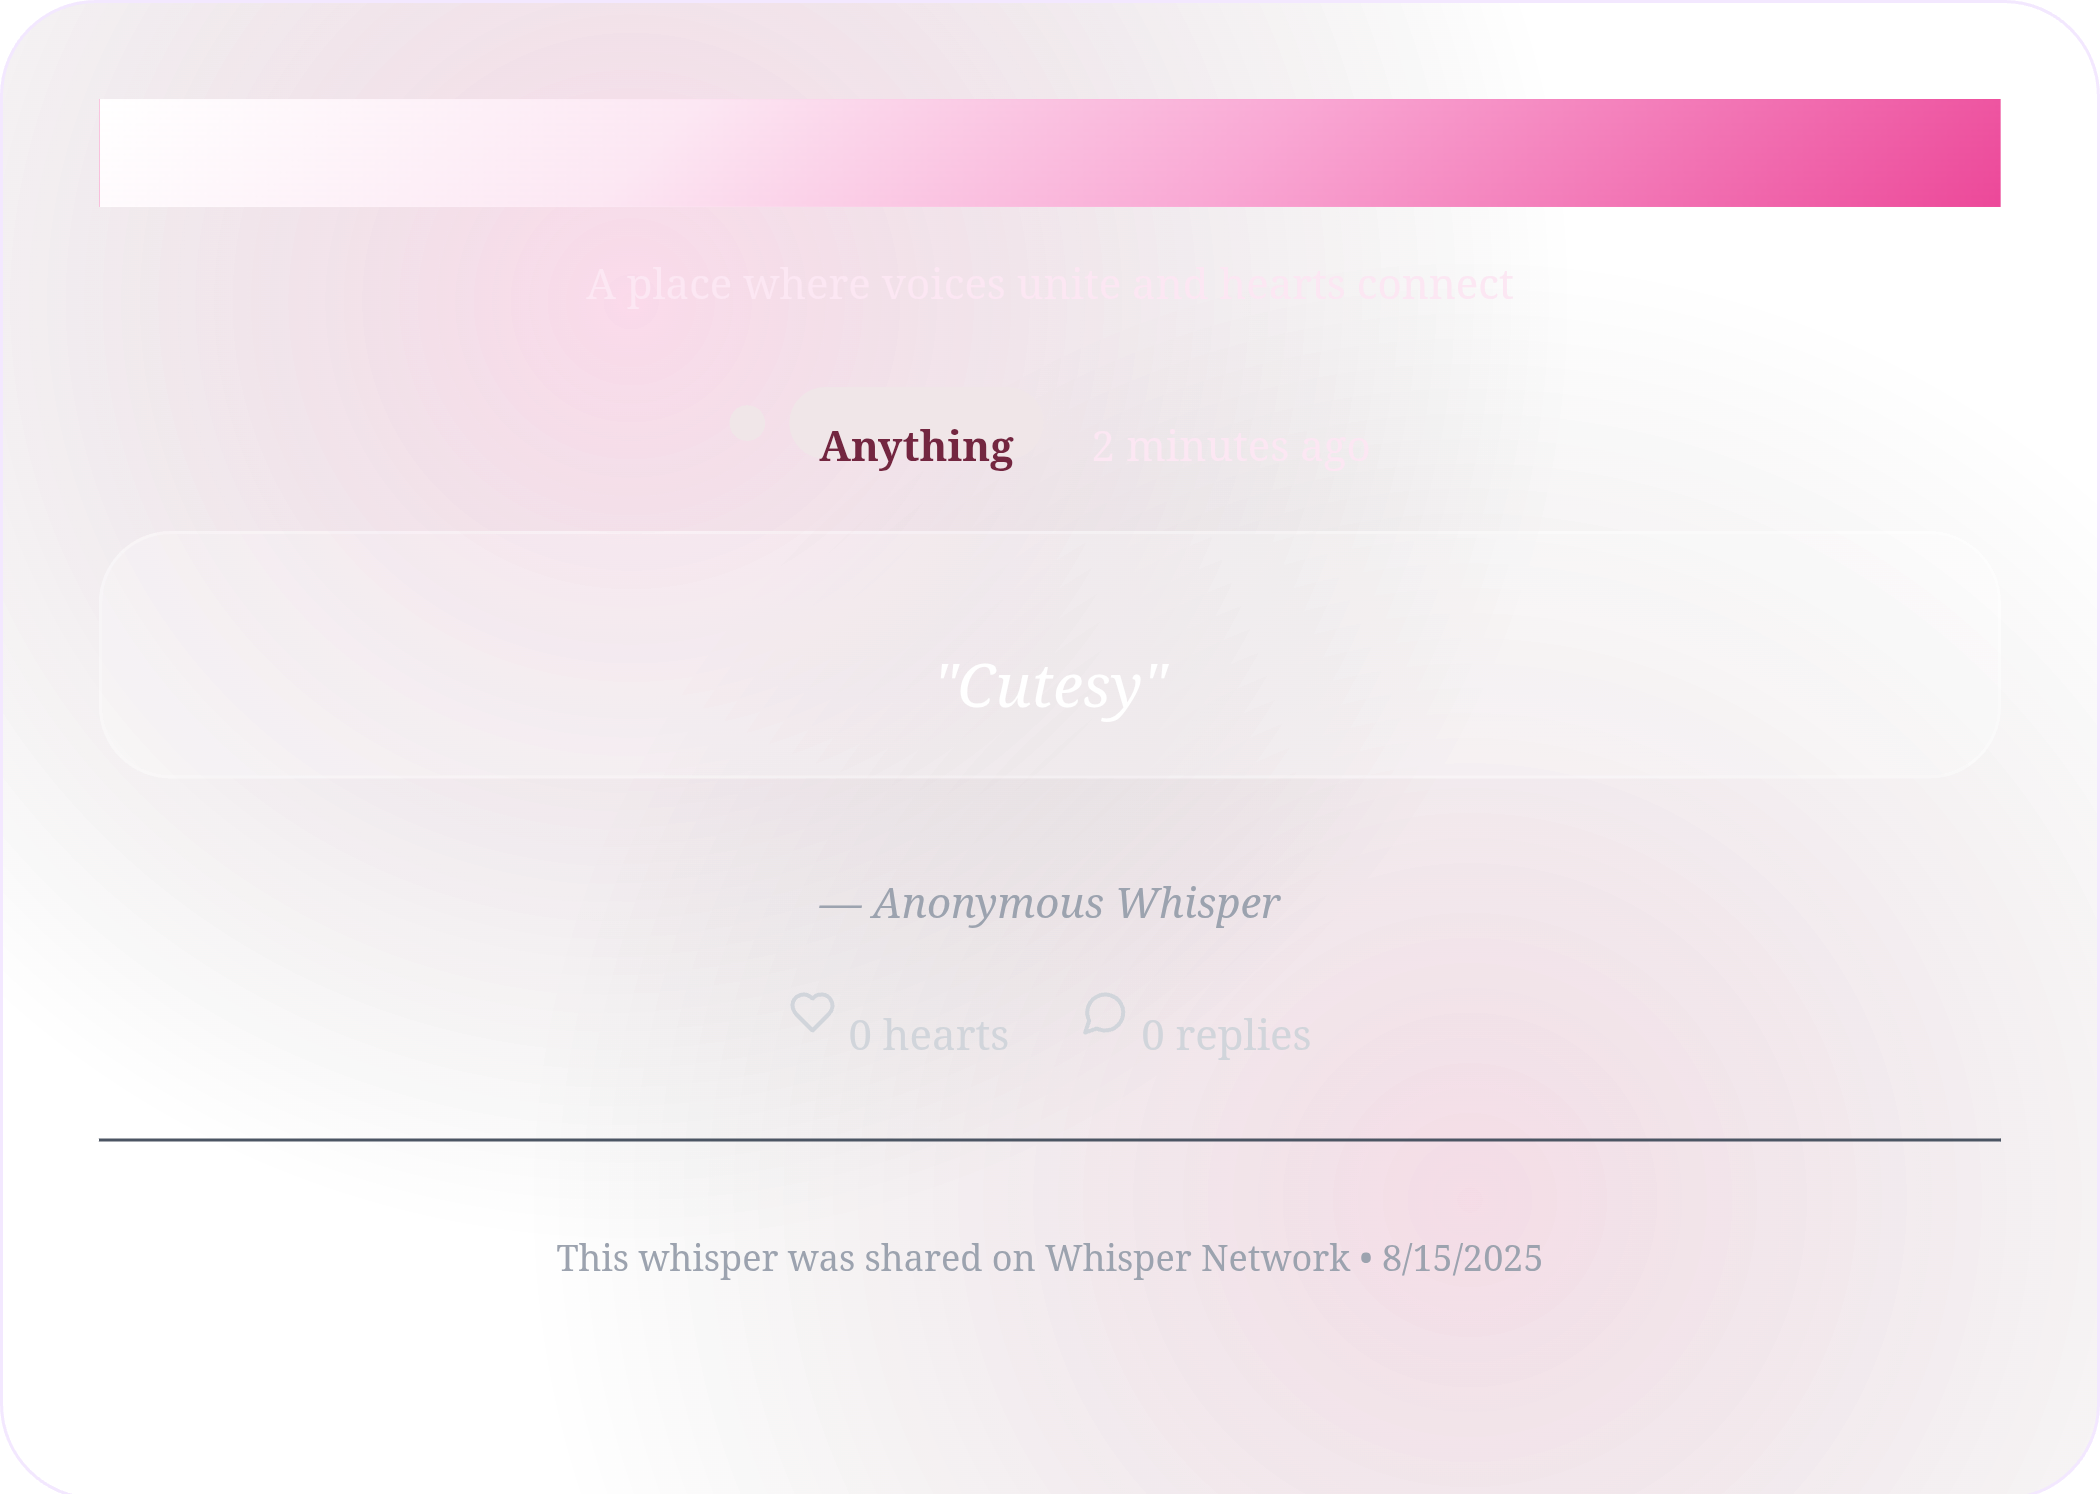 A place where voices unite and hearts connect
Anything 2 minutes ago
"Cutesy"
— Anonymous Whisper
0 hearts 0 replies
This whisper was shared on Whisper Network • 8/15/2025